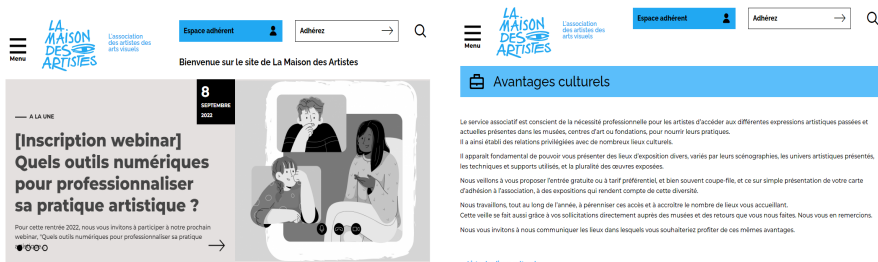 LA
MAISON
DES
ARTISTES
L'association
des artistes des
arts visuels
Espace adhérent
Adhérez
Menu
Bienvenue sur le site de La Maison des Artistes
8
SEPTEMBRE
2022
A LA UNE
[Inscription webinar]
Quels outils numériques
pour professionnaliser
sa pratique artistique ?
Pour cette rentrée 2022, nous vous invitons à participer à notre prochain
webinar, "Quels outils numériques pour professionnaliser sa pratique
LA
MAISON
DES
ARTISTES
L'association
des artistes des
arts visuels
Espace adhérent
Adhérez
Menu
Avantages culturels
Le service associatif est conscient de la nécessité professionnelle pour les artistes d'accéder aux différentes expressions artistiques passées et
actuelles présentes dans les musées, centres d'art ou fondations, pour nourrir leurs pratiques.
Il a ainsi établi des relations privilégiées avec de nombreux lieux culturels.
Il apparaît fondamental de pouvoir vous présenter des lieux d'exposition divers, variés par leurs scénographies, les univers artistiques présentés,
les techniques et supports utilisés, et la pluralité des œuvres exposées.
Nous veillons à vous proposer l'entrée gratuite ou à tarif préférentiel, et bien souvent coupe-file, et ce sur simple présentation de votre carte
d'adhésion à l'association, à des expositions qui rendent compte de cette diversité.
Nous travaillons, tout au long de l'année, à pérenniser ces accès et à accroître le nombre de lieux vous accueillant.
Cette veille se fait aussi grâce à vos sollicitations directement auprès des musées et des retours que vous nous faites. Nous vous en remercions.
Nous vous invitons à nous communiquer les lieux dans lesquels vous souhaiteriez profiter de ces mêmes avantages.